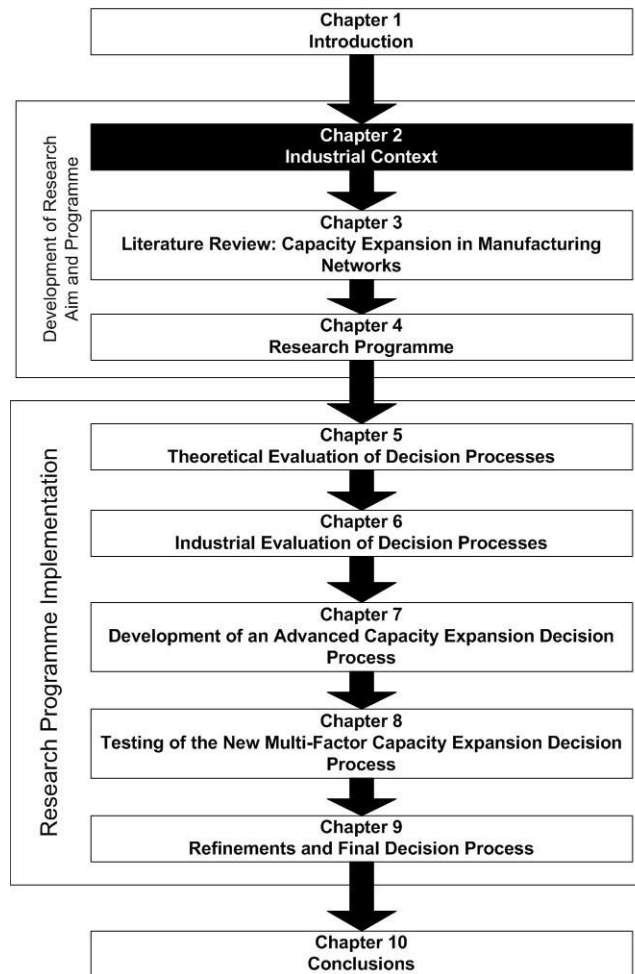 Chapter 1
Introduction
Development of Research
Aim and Programme
Chapter 2
Industrial Context
Chapter 3
Literature Review: Capacity Expansion in Manufacturing
Networks
Chapter 4
Research Programme
Research Programme Implementation
Chapter 5
Theoretical Evaluation of Decision Processes
Chapter 6
Industrial Evaluation of Decision Processes
Chapter 7
Development of an Advanced Capacity Expansion Decision
Process
Chapter 8
Testing of the New Multi-Factor Capacity Expansion Decision
Process
Chapter 9
Refinements and Final Decision Process
Chapter 10
Conclusions